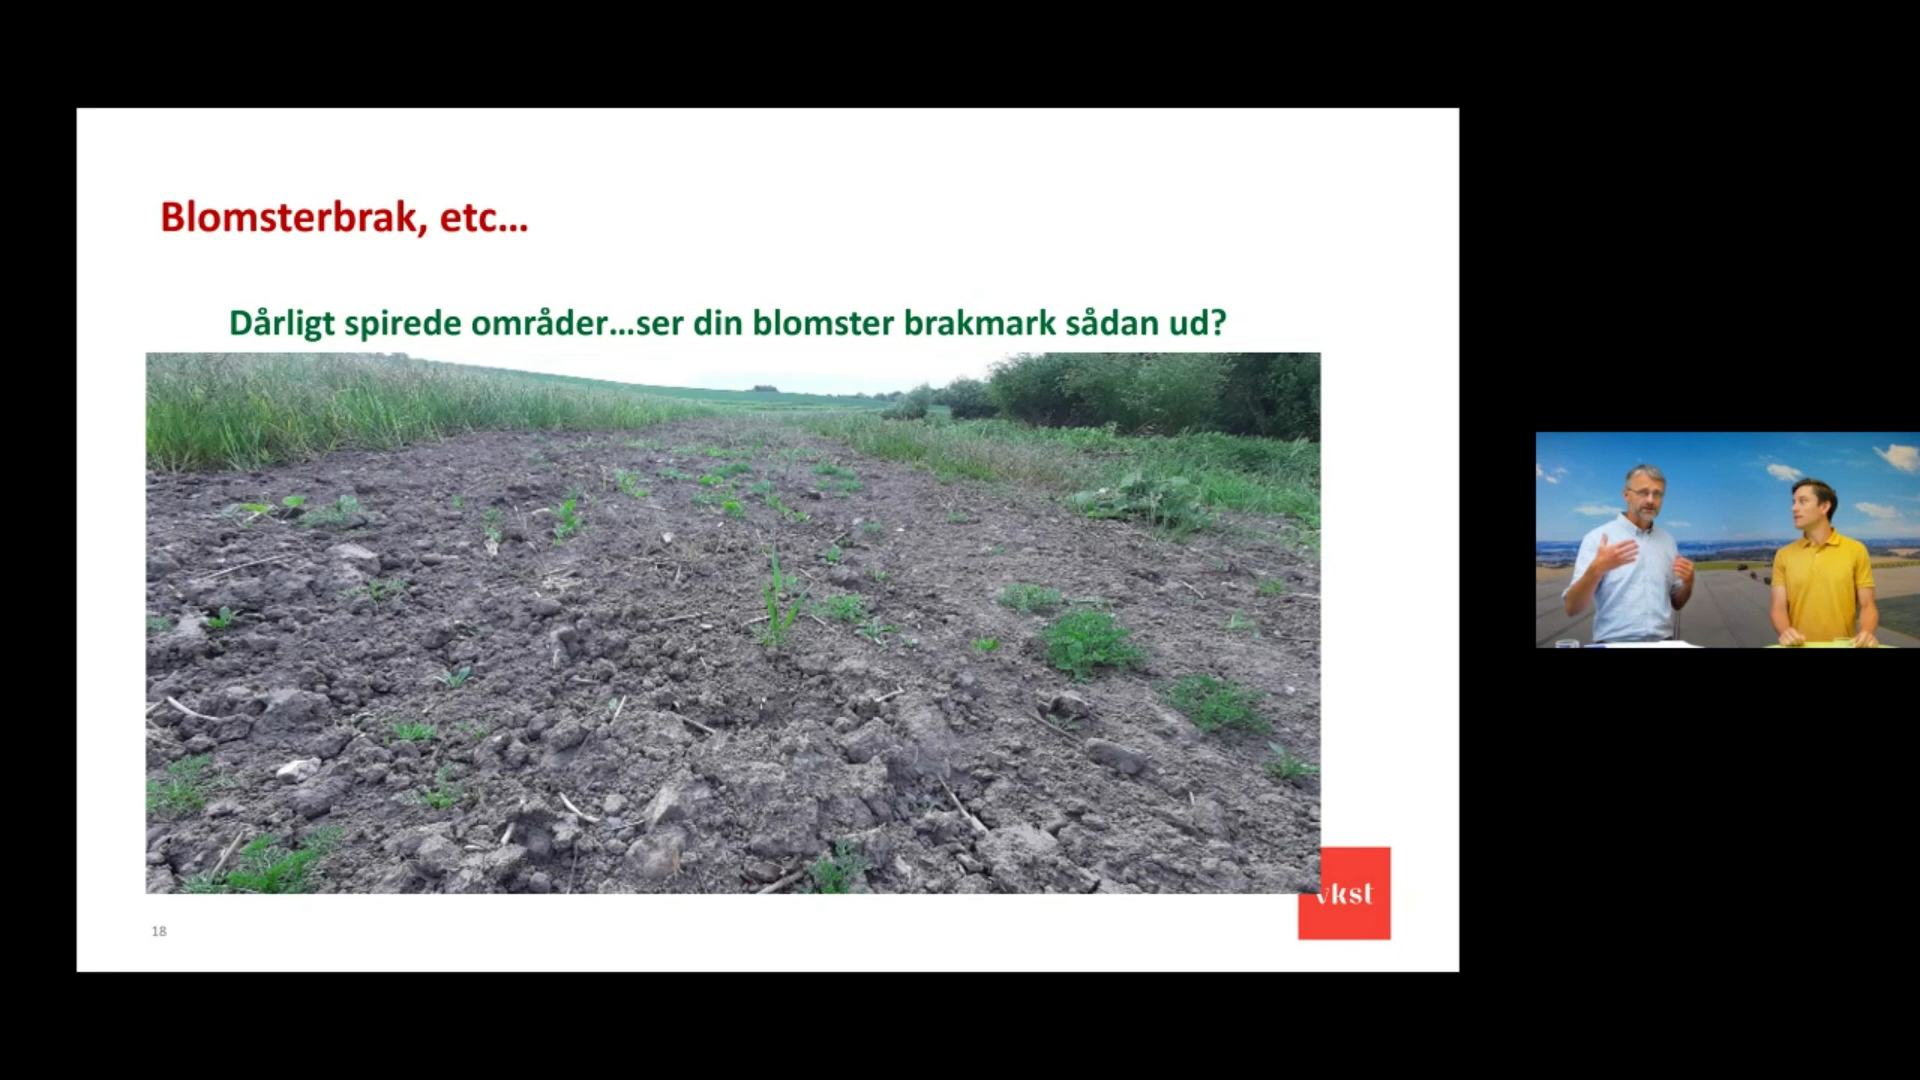 Blomsterbrak, etc...
Dårligt spirede områder...ser din blomster brakmark sådan ud?
vkst
18